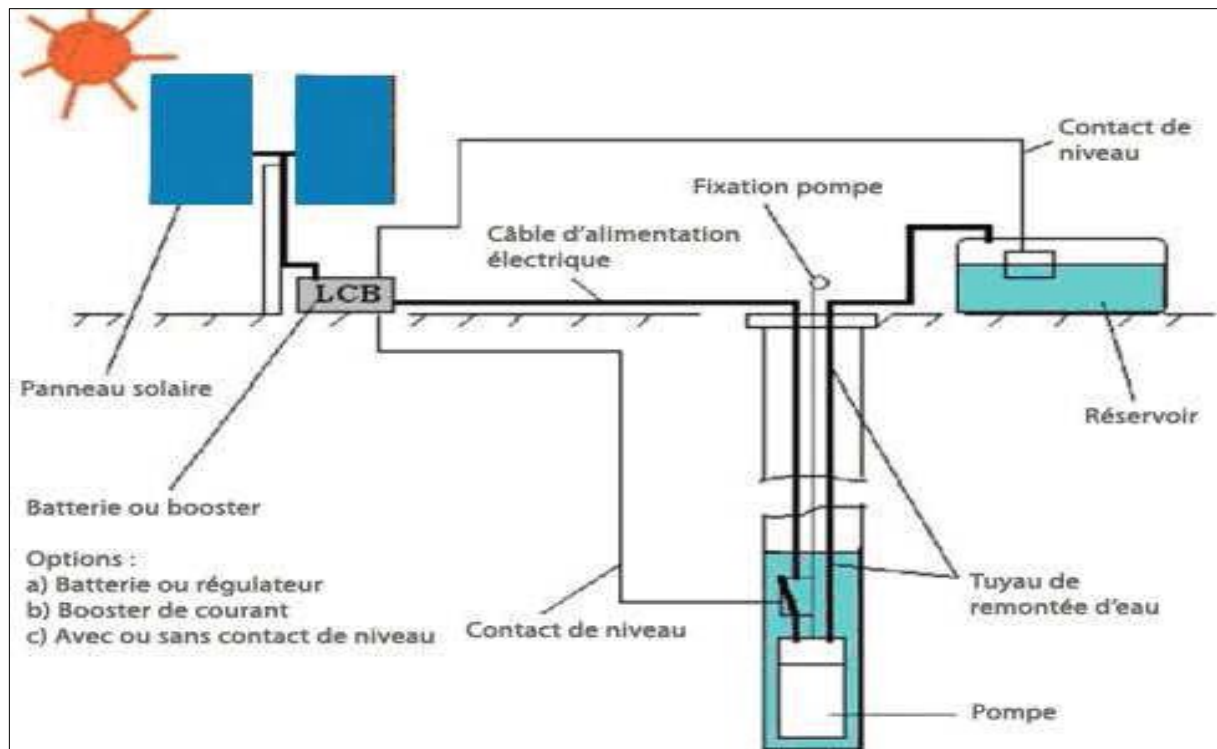 Contact de
niveau
Fixation pompe
Câble d'alimentation
électrique
LCB
Panneau solaire
Réservoir
Batterie ou booster
Options :
a) Batterie ou régulateur
b) Booster de courant
c) Avec ou sans contact de niveau
Contact de niveau
Tuyau de
remontée d'eau
Pompe